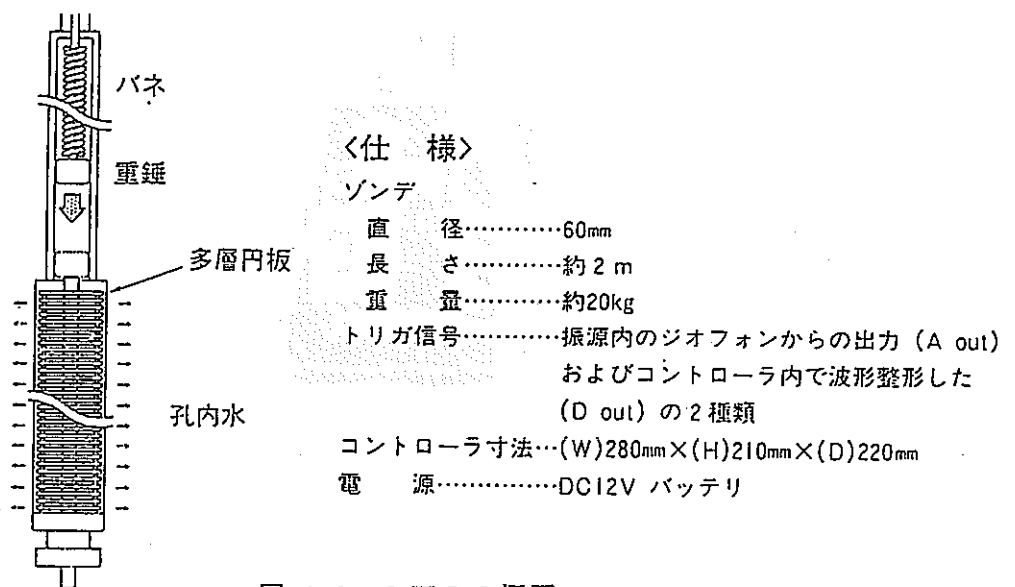 バネ
重錘
多層円板
孔内水
〈仕　様〉
ゾンデ
直　　径…………60mm
長　　さ…………約2m
重　　量…………約20kg
トリガ信号…………振源内のジオフォンからの出力 (A out)
およびコントローラ内で波形整形した
(D out) の2種類
コントローラ寸法…(W)280mm×(H)210mm×(D)220mm
電　　源……………DC12V バッテリ